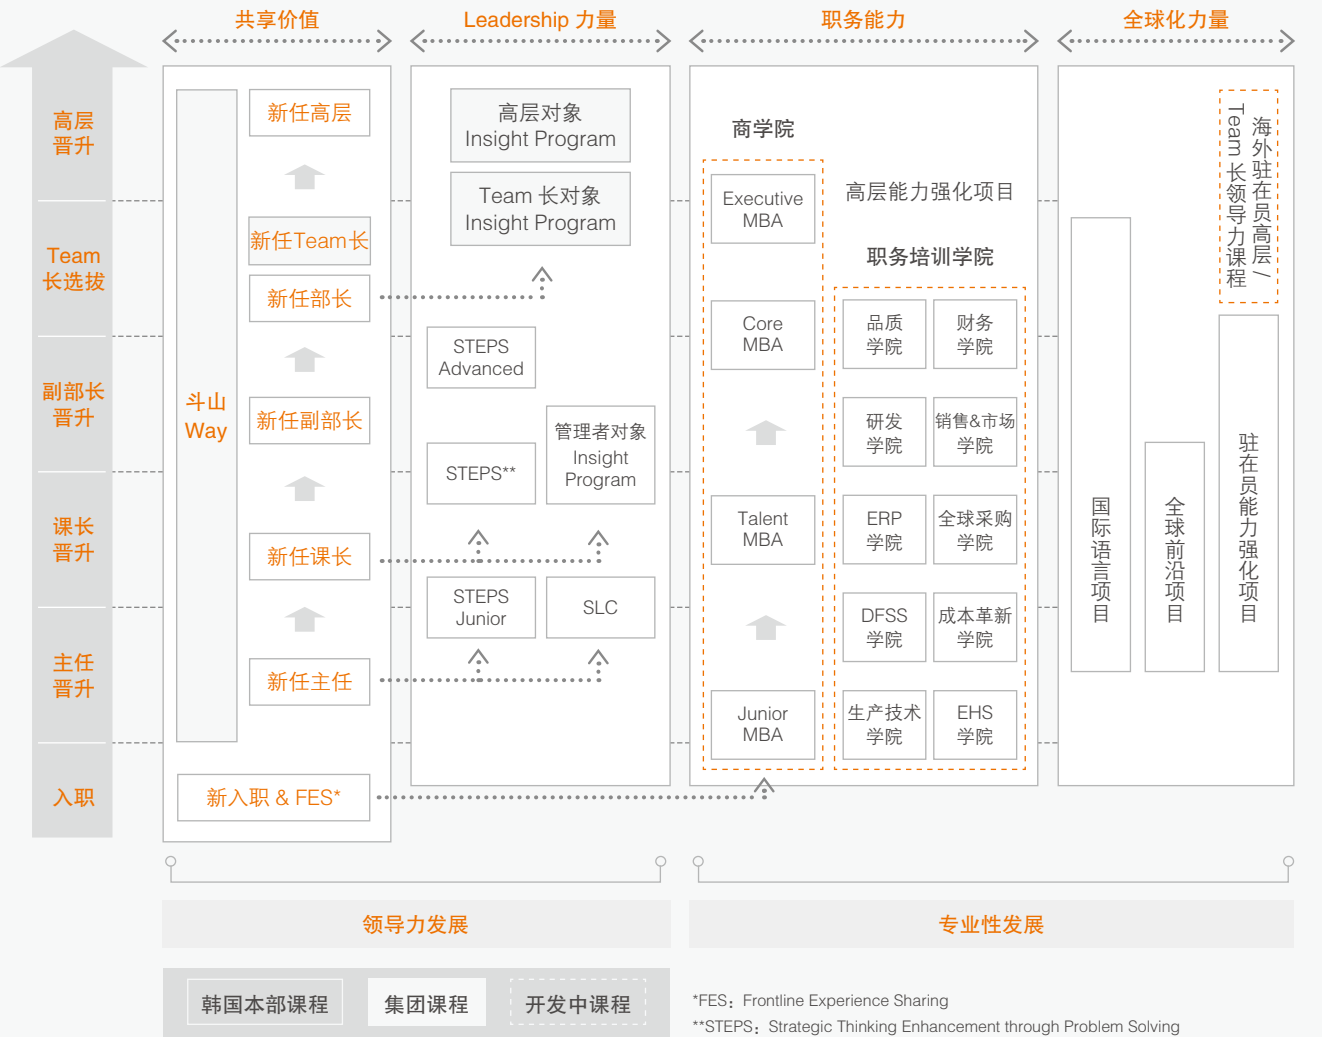 共享价值
Leadership 力量
职务能力
全球化力量
高层
晋升
Team
长选拔
副部长
晋升
课长
晋升
主任
晋升
入职
斗山
Way
新任高层
新任Team长
新任部长
新任副部长
新任课长
新任主任
新入职 & FES*
高层对象
Insight Program
Team 长对象
Insight Program
STEPS
Advanced
管理者对象
Insight
Program
STEPS**
STEPS
Junior
SLC
商学院
Executive
MBA
Core
MBA
Talent
MBA
Junior
MBA
高层能力强化项目
职务培训学院
品质
学院
财务
学院
研发
学院
销售&市场
学院
ERP
学院
全球采购
学院
DFSS
学院
成本革新
学院
生产技术
学院
EHS
学院
国际语言项目
全球前沿项目
海外驻在员高层 /
Team 长领导力课程
驻在员能力强化项目
领导力发展
专业性发展
韩国本部课程
集团课程
开发中课程
*FES：Frontline Experience Sharing
**STEPS：Strategic Thinking Enhancement through Problem Solving